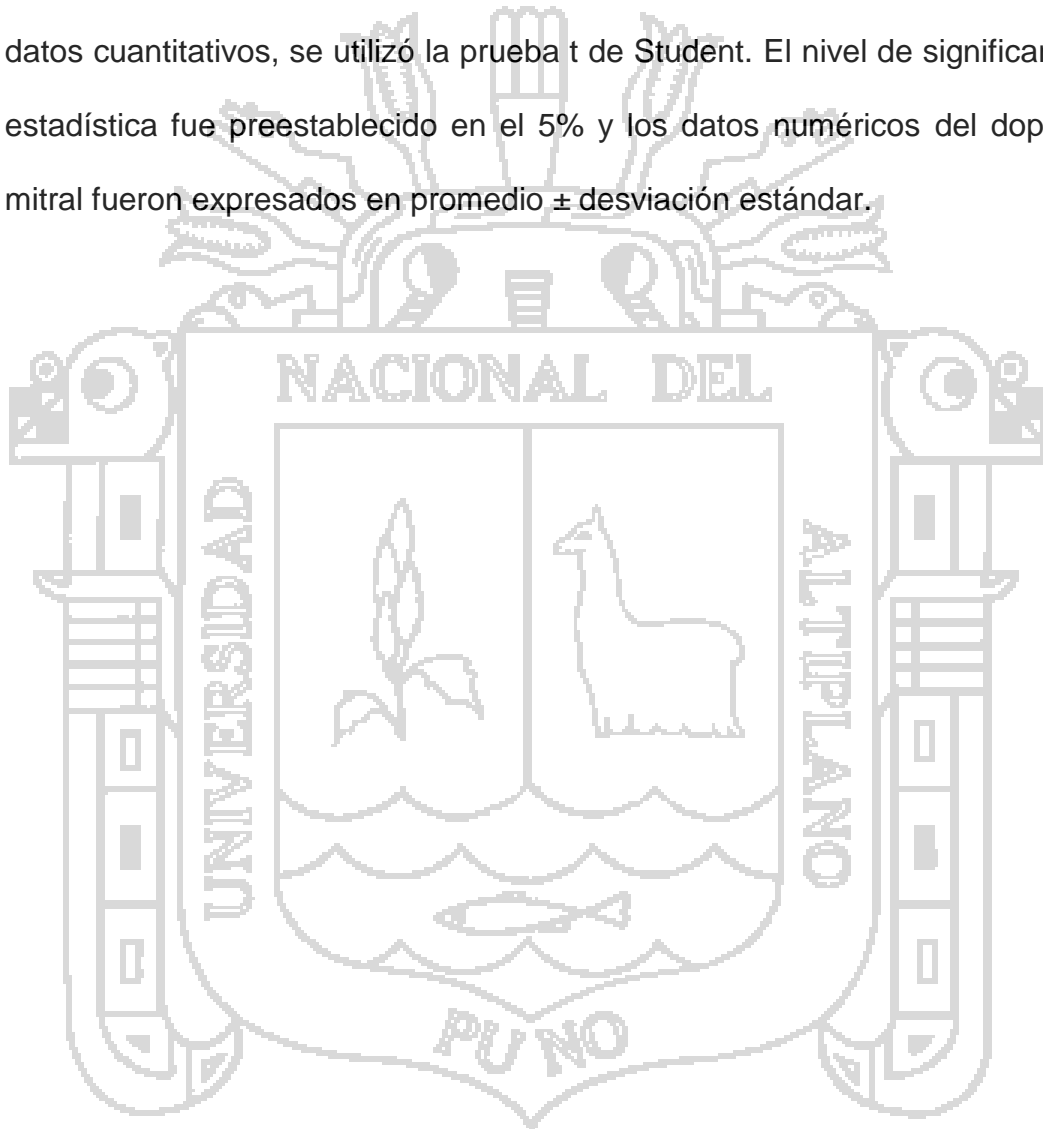 datos cuantitativos, se utilizó la prueba t de Student. El nivel de significan
estadística fue preestablecido en el 5% y los datos numéricos del dop
mitral fueron expresados en promedio ± desviación estándar.
NACIONAL DEL
UNIVERSIDAD
ALTIPLANO
PUNO